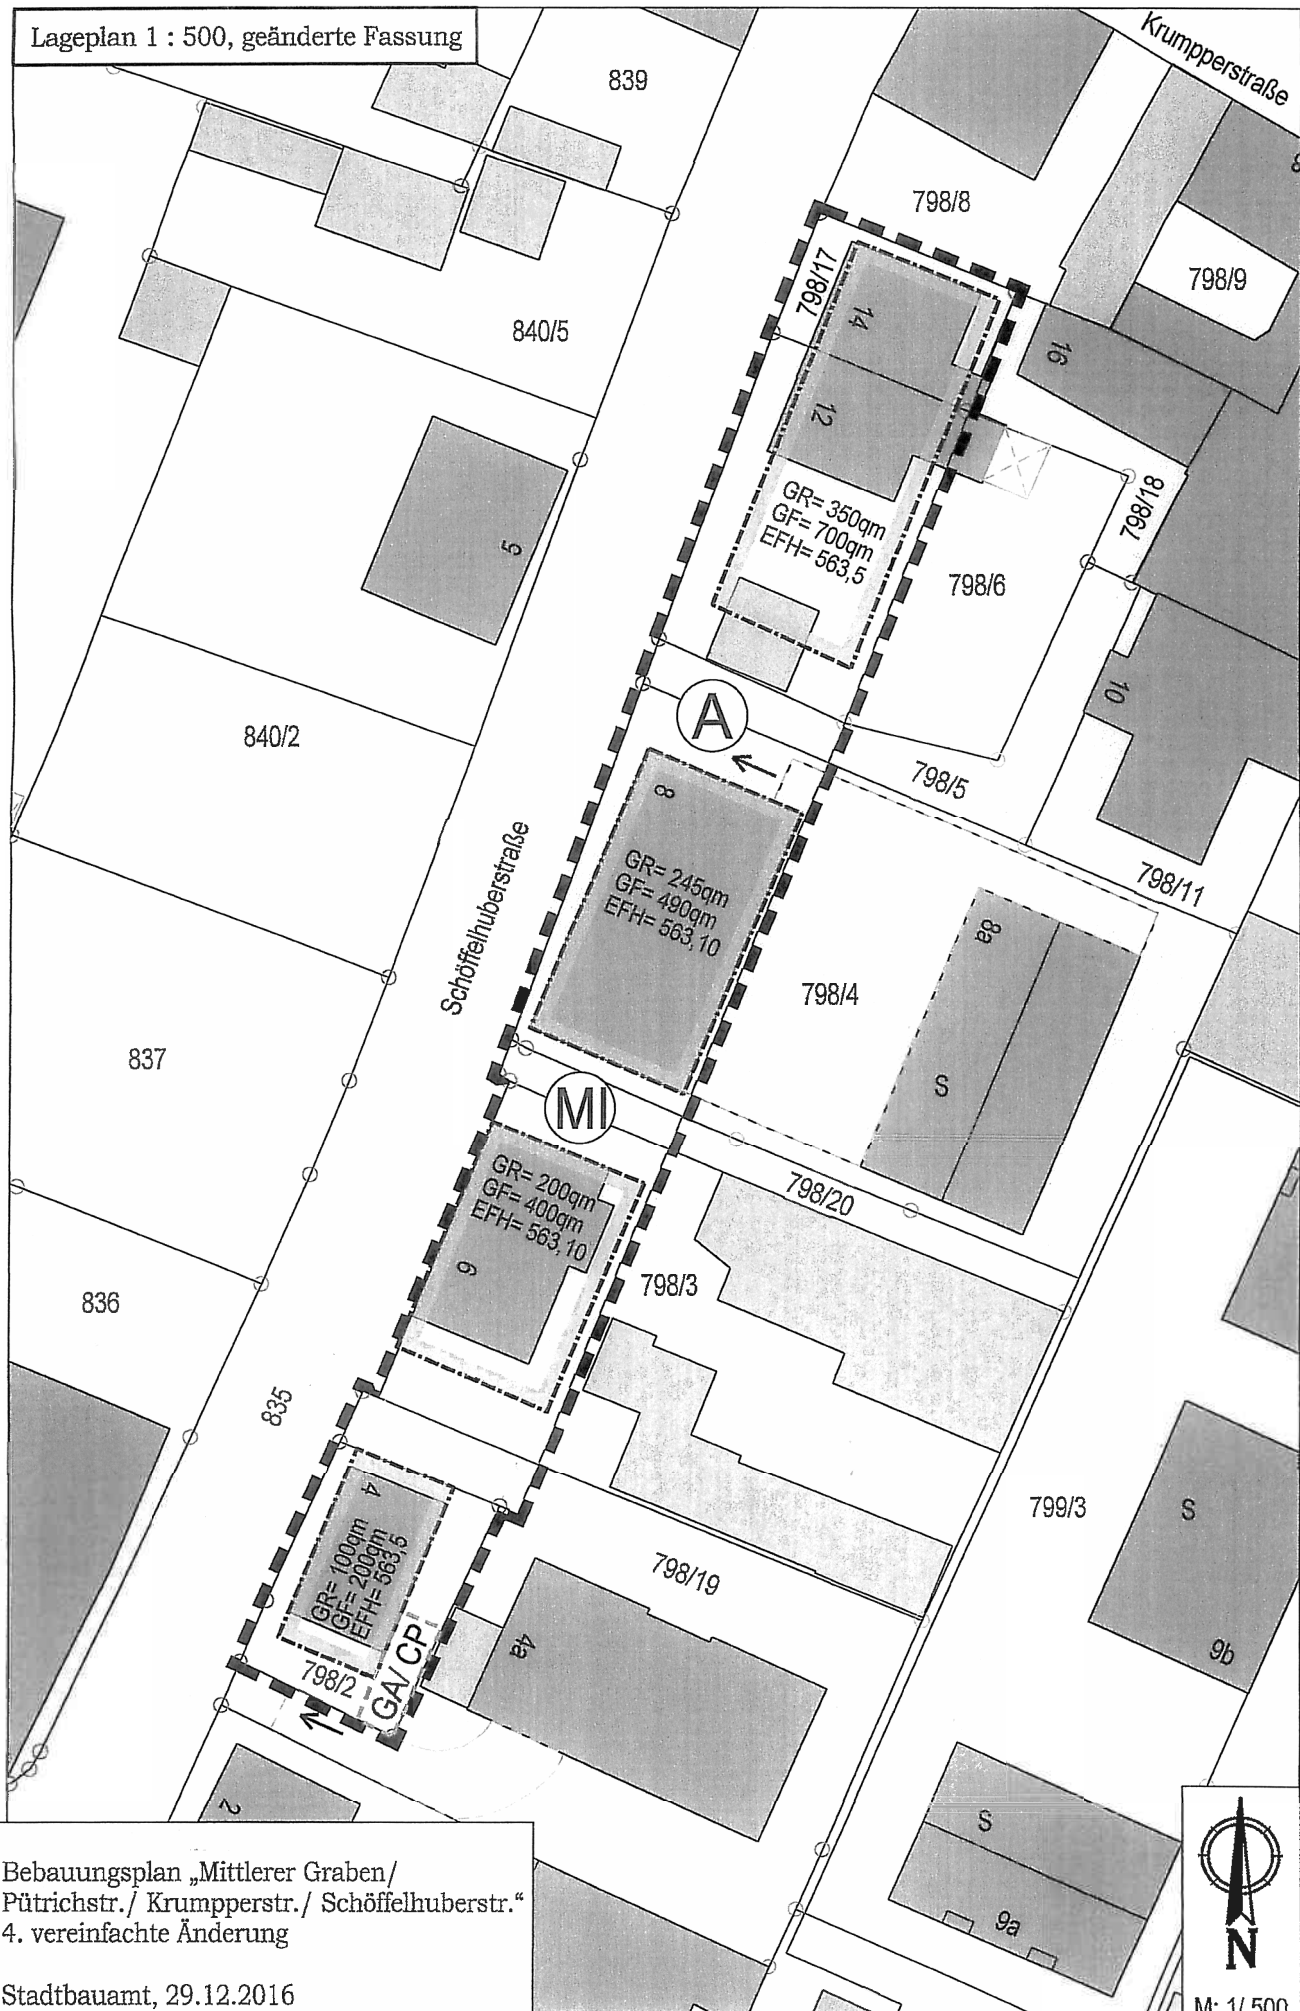 Lageplan 1 : 500, geänderte Fassung
Krumpperstraße
839
798/8
798/17
798/9
840/5
14
16
12
5
GR= 350qm
GF= 700qm
EFH= 563,5
798/18
798/6
10
840/2
A
798/5
8
798/11
Schöffelhuberstraße
GR= 245qm
GF= 490qm
EFH= 563,10
8a
798/4
837
S
MI
GR= 200qm
GF= 400qm
EFH= 563,10
798/20
6
798/3
836
835
4
GR= 100qm
GF= 200qm
EFH= 563,5
799/3
S
798/19
4a
9b
798/2
GA/ CP
2
S
9a
Bebauungsplan „Mittlerer Graben/
Pütrichstr./ Krumpperstr./ Schöffelhuberstr.“
4. vereinfachte Änderung
Stadtbauamt, 29.12.2016
N
M: 1/ 500